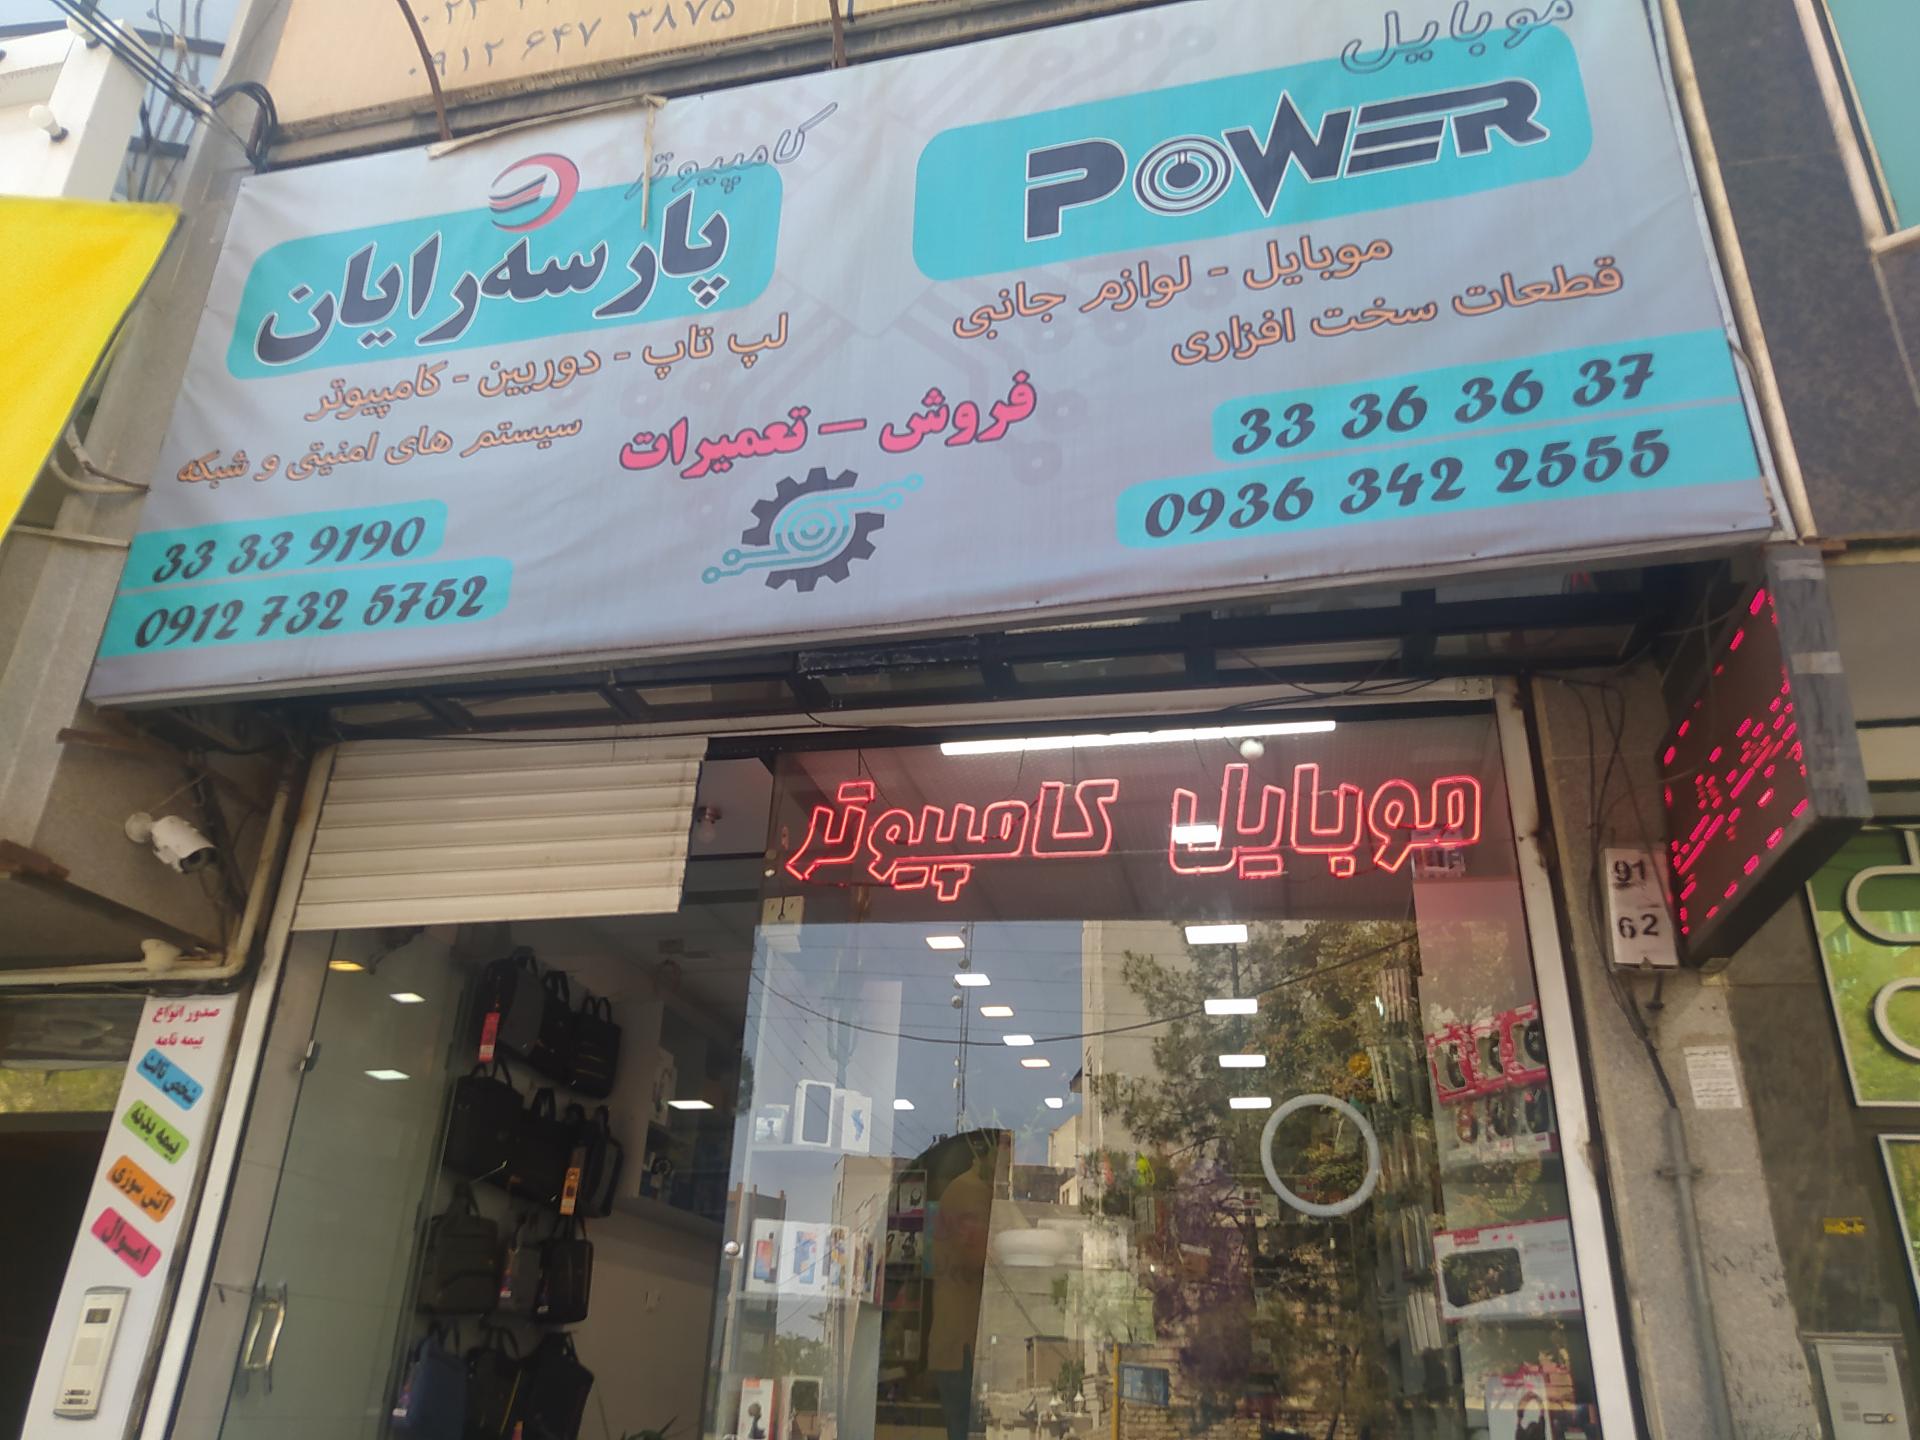 ۰۹۱۲ ۶۴۷ ۳۸۷۵
موبایل
POWER
موبایل - لوازم جانبی
قطعات سخت افزاری
33 36 36 37
0936 342 2555
کامپیوتر
پارسه رایان
لپ تاپ - دوربین - کامپیوتر
سیستم های امنیتی و شبکه
فروش - تعمیرات
33 33 9190
0912 732 5752
موبایل کامپیوتر
91
62
صدور انواع
بیمه نامه
شخص ثالث
بیمه بدنه
آتش سوزی
اموال